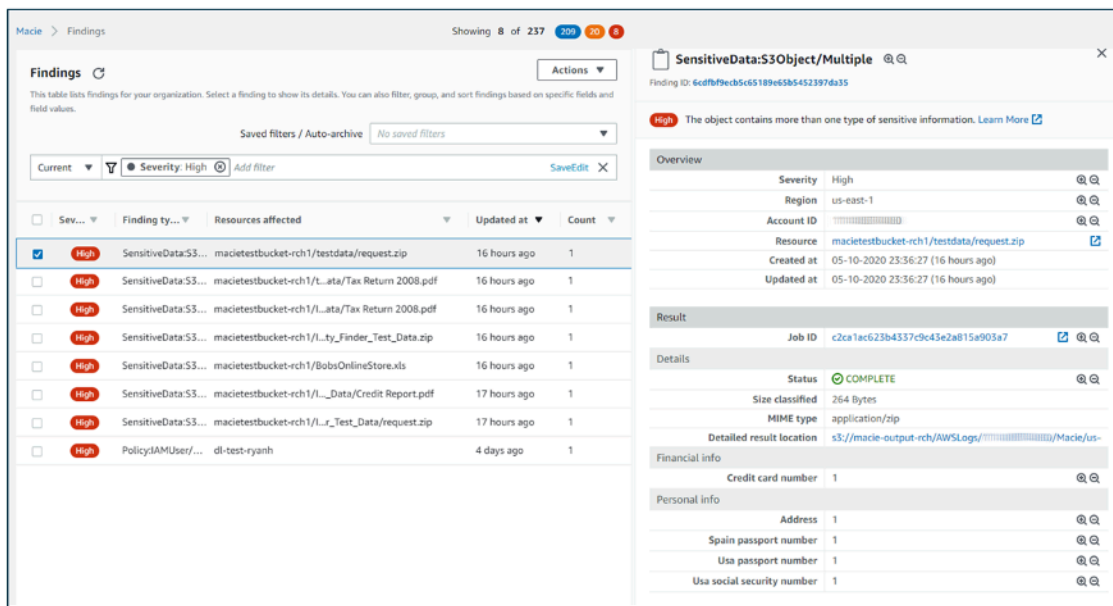 Macie > Findings
Showing 8 of 237 209 20 8
Findings
Actions
This table lists findings for your organization. Select a finding to show its details. You can also filter, group, and sort findings based on specific fields and
field values.
Saved filters / Auto-archive No saved filters
Current Severity: High Add filter SaveEdit
Sev... Finding ty... Resources affected Updated at Count
High SensitiveData:S3... macietestbucket-rch1/testdata/request.zip 16 hours ago 1
High SensitiveData:S3... macietestbucket-rch1/t...ata/Tax Return 2008.pdf 16 hours ago 1
High SensitiveData:S3... macietestbucket-rch1/I...ata/Tax Return 2008.pdf 16 hours ago 1
High SensitiveData:S3... macietestbucket-rch1/I...ty_Finder_Test_Data.zip 16 hours ago 1
High SensitiveData:S3... macietestbucket-rch1/BobsOnlineStore.xls 16 hours ago 1
High SensitiveData:S3... macietestbucket-rch1/I..._Data/Credit Report.pdf 17 hours ago 1
High SensitiveData:S3... macietestbucket-rch1/I...r_Test_Data/request.zip 17 hours ago 1
High Policy:IAMUser/... dl-test-ryanh 4 days ago 1
SensitiveData:S3Object/Multiple
Finding ID: 6cdfbf9ecb5c65189e65b5452397da35
High The object contains more than one type of sensitive information. Learn More
Overview
Severity High
Region us-east-1
Account ID
Resource macietestbucket-rch1/testdata/request.zip
Created at 05-10-2020 23:36:27 (16 hours ago)
Updated at 05-10-2020 23:36:27 (16 hours ago)
Result
Job ID c2ca1ac623b4337c9c43e2a815a903a7
Details
Status COMPLETE
Size classified 264 Bytes
MIME type application/zip
Detailed result location s3://macie-output-rch/AWSLogs/ /Macie/us-
Financial info
Credit card number 1
Personal info
Address 1
Spain passport number 1
Usa passport number 1
Usa social security number 1